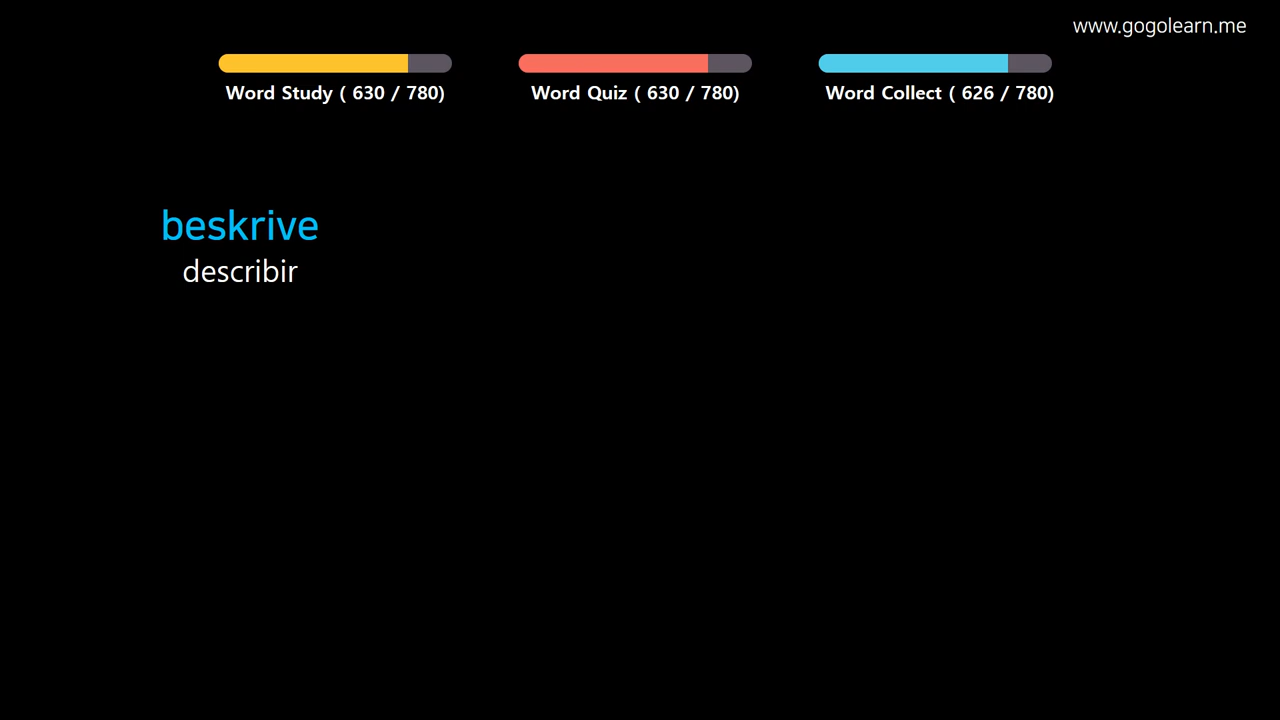 www.gogolearn.me
Word Study ( 630 / 780)
Word Quiz ( 630 / 780)
Word Collect ( 626 / 780)
beskrive
describir